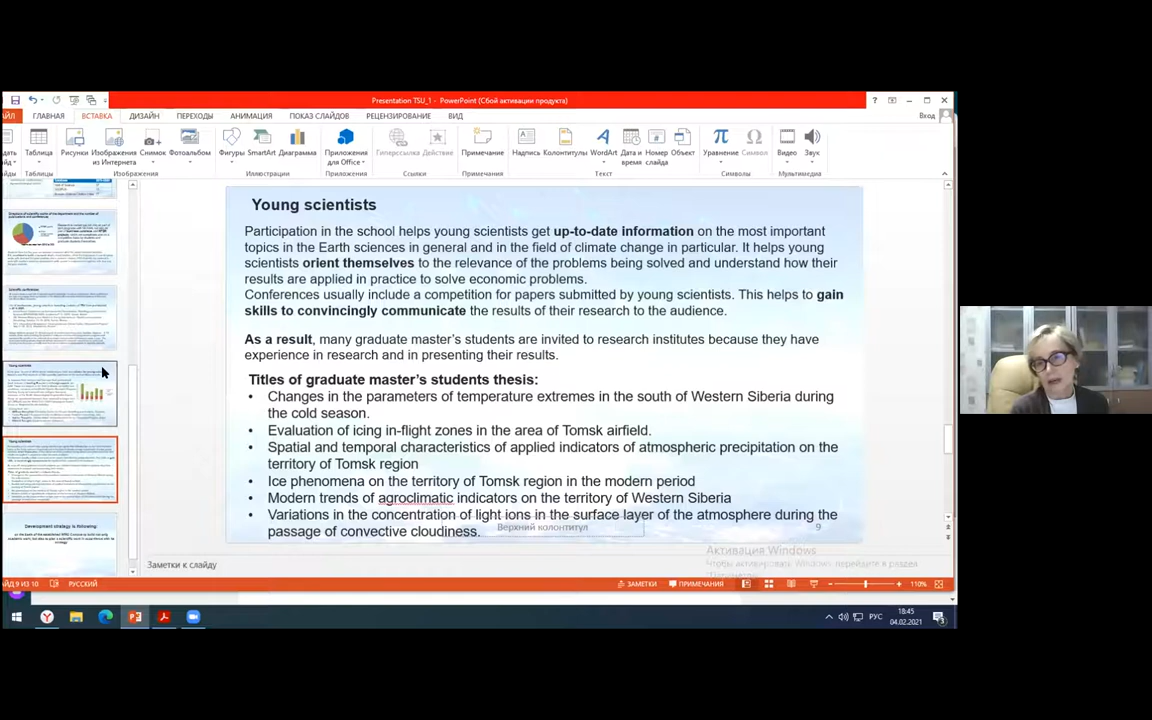 Presentation TSU_1 - PowerPoint (Сбой активации продукта)
ГЛАВНАЯ ВСТАВКА ДИЗАЙН ПЕРЕХОДЫ АНИМАЦИЯ ПОКАЗ СЛАЙДОВ РЕЦЕНЗИРОВАНИЕ ВИД Вход
Таблица Рисунки Изображения из Интернета Снимок Фотоальбом Фигуры SmartArt Диаграмма Приложения для Office Гиперссылка Действие Примечание Надпись Колонтитулы WordArt Дата и время Номер слайда Объект Уравнение Символ Видео Звук
Таблицы Изображения Иллюстрации Приложения Ссылки Примечания Текст Символы Мультимедиа
Young scientists
Participation in the school helps young scientists get up-to-date information on the most important
topics in the Earth sciences in general and in the field of climate change in particular. It helps young
scientists orient themselves to the relevance of the problems being solved and understand how their
results are applied in practice to solve economic problems.
Conferences usually include a competition for papers submitted by young scientists. This helps to gain
skills to convincingly communicate the results of their research to the audience.
As a result, many graduate master's students are invited to research institutes because they have
experience in research and in presenting their results.
Titles of graduate master's students thesis:
• Changes in the parameters of temperature extremes in the south of Western Siberia during
the cold season.
• Evaluation of icing in-flight zones in the area of Tomsk airfield.
• Spatial and temporal characteristics of applied indicators of atmospheric precipitation on the
territory of Tomsk region
• Ice phenomena on the territory of Tomsk region in the modern period
• Modern trends of agroclimatic indicators on the territory of Western Siberia
• Variations in the concentration of light ions in the surface layer of the atmosphere during the
passage of convective cloudiness.
Верхний колонтитул 9
Development strategy is following:
Активация Windows
Чтобы активировать Windows, перейдите в раздел
Заметки к слайду
ЙД 9 ИЗ 10 РУССКИЙ ЗАМЕТКИ ПРИМЕЧАНИЯ 110%
РУС 18:45
04.02.2021